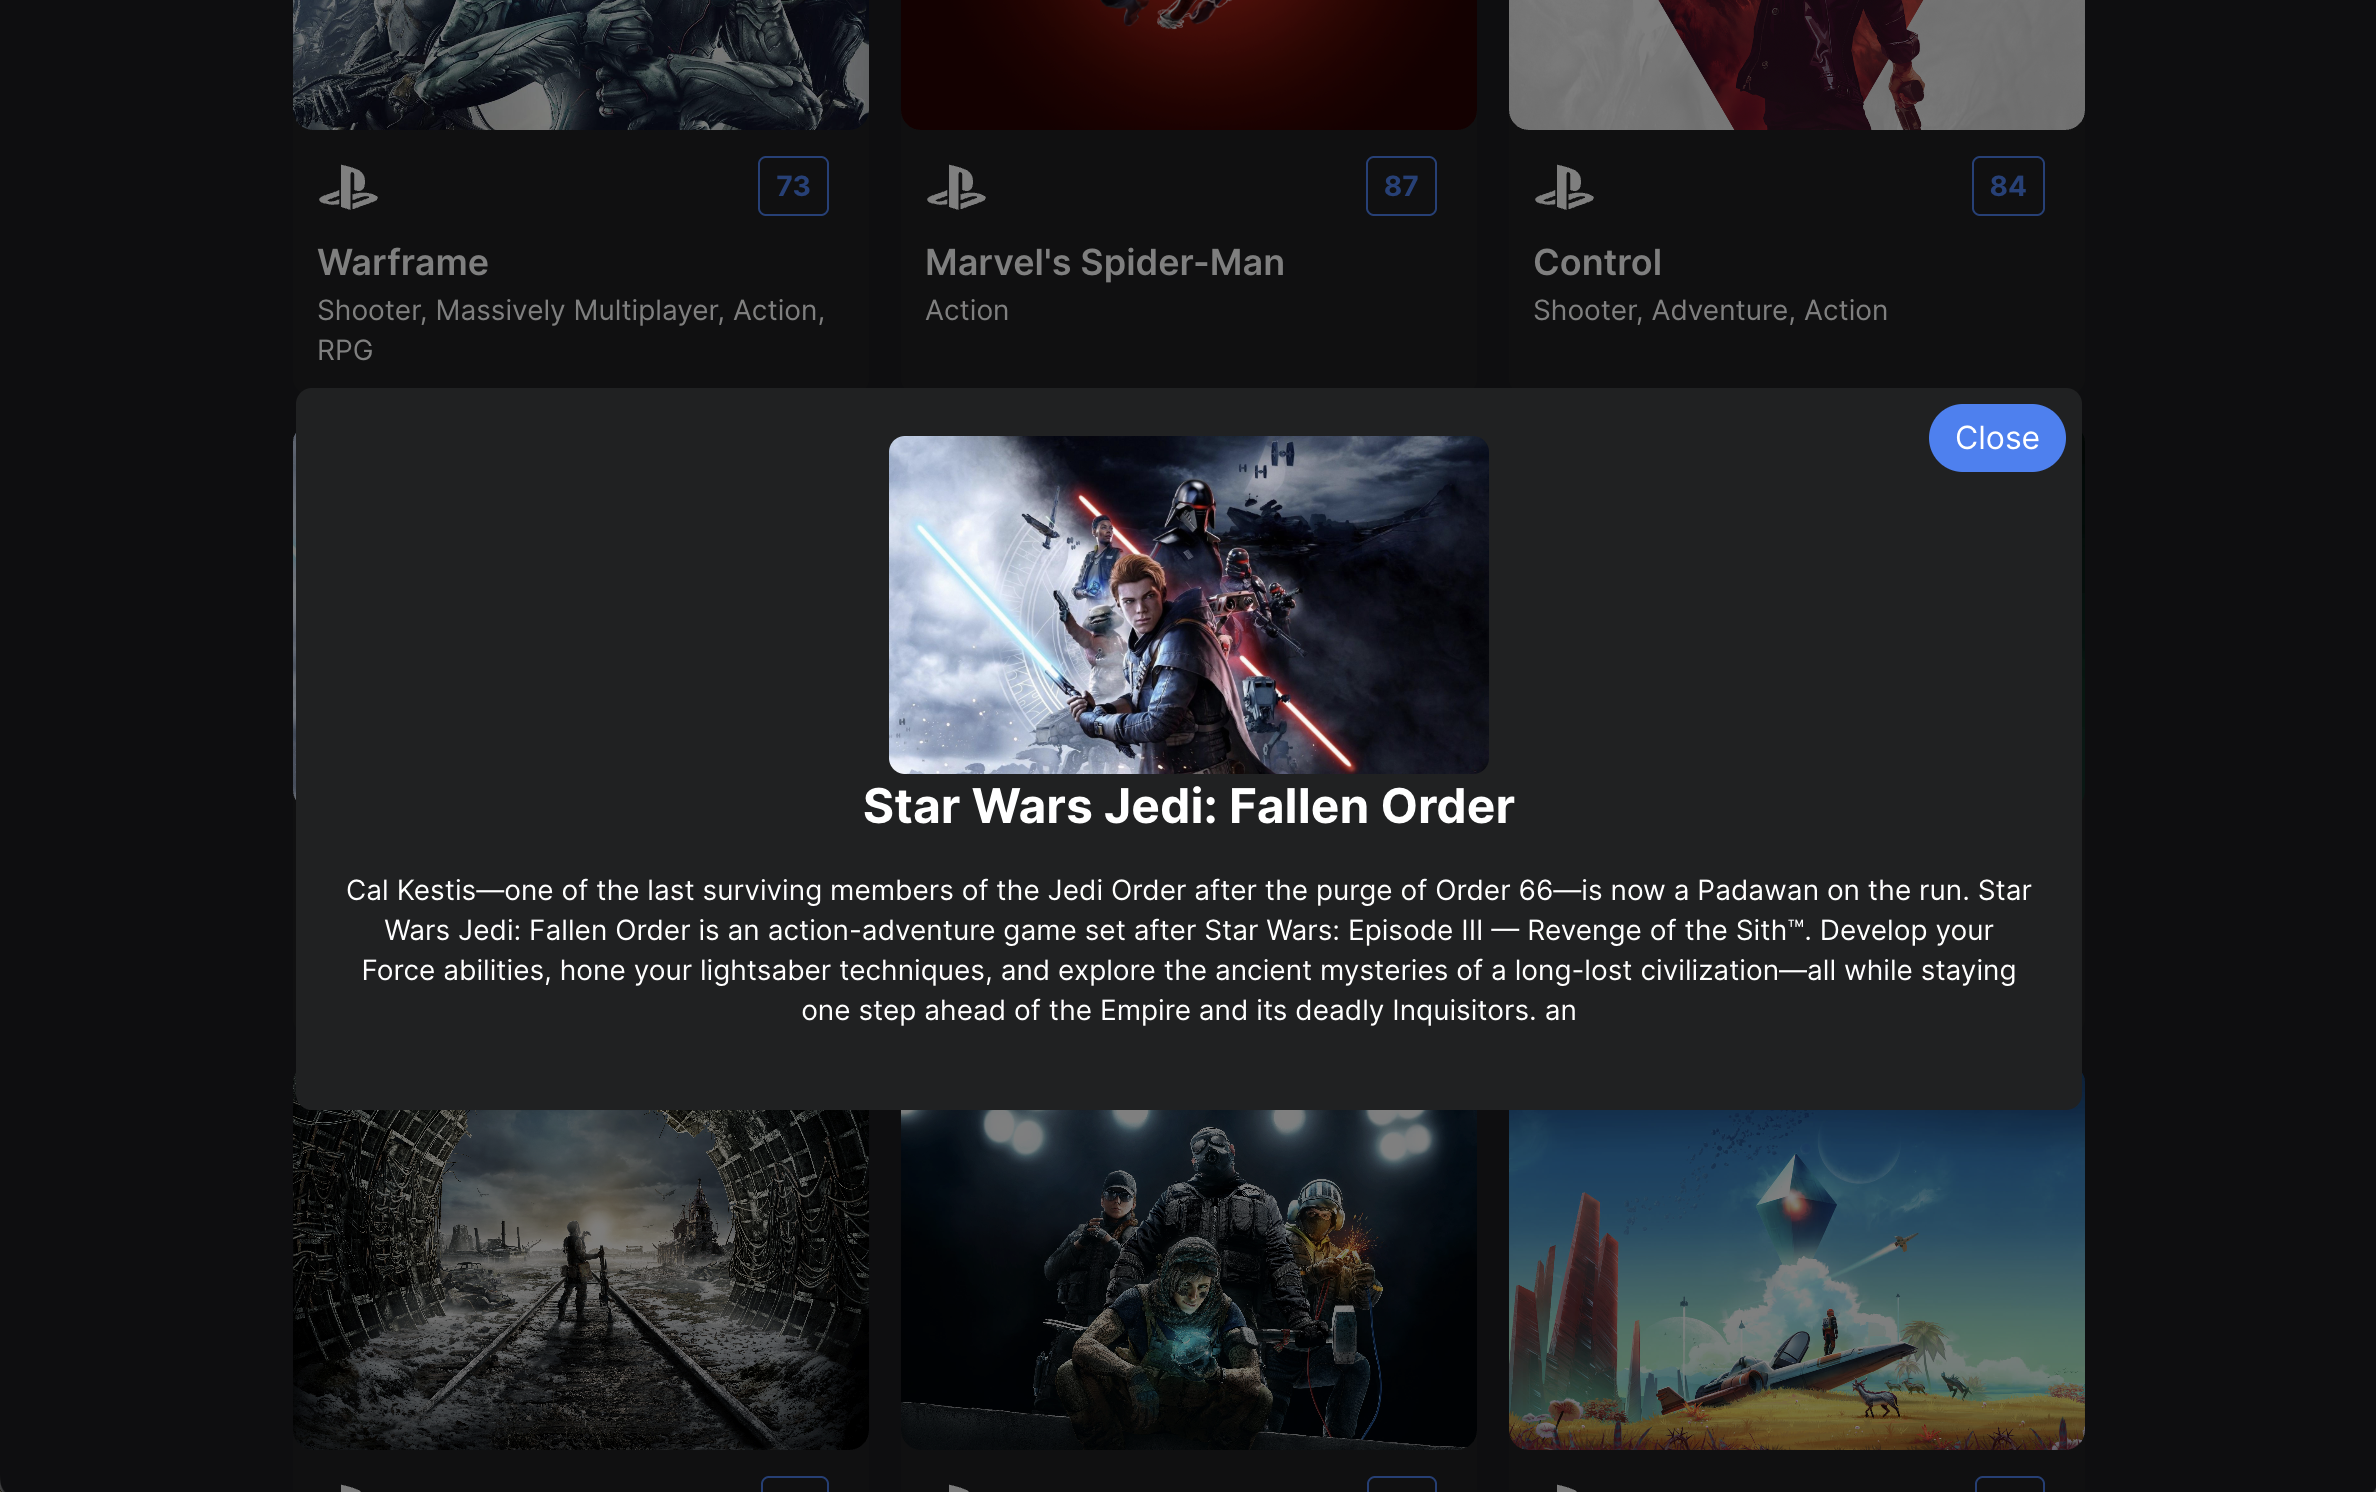 73
87
84
Warframe
Marvel's Spider-Man
Control
Shooter, Massively Multiplayer, Action,
RPG
Action
Shooter, Adventure, Action
Close
Star Wars Jedi: Fallen Order
Cal Kestis—one of the last surviving members of the Jedi Order after the purge of Order 66—is now a Padawan on the run. Star
Wars Jedi: Fallen Order is an action-adventure game set after Star Wars: Episode III — Revenge of the Sith™. Develop your
Force abilities, hone your lightsaber techniques, and explore the ancient mysteries of a long-lost civilization—all while staying
one step ahead of the Empire and its deadly Inquisitors. an